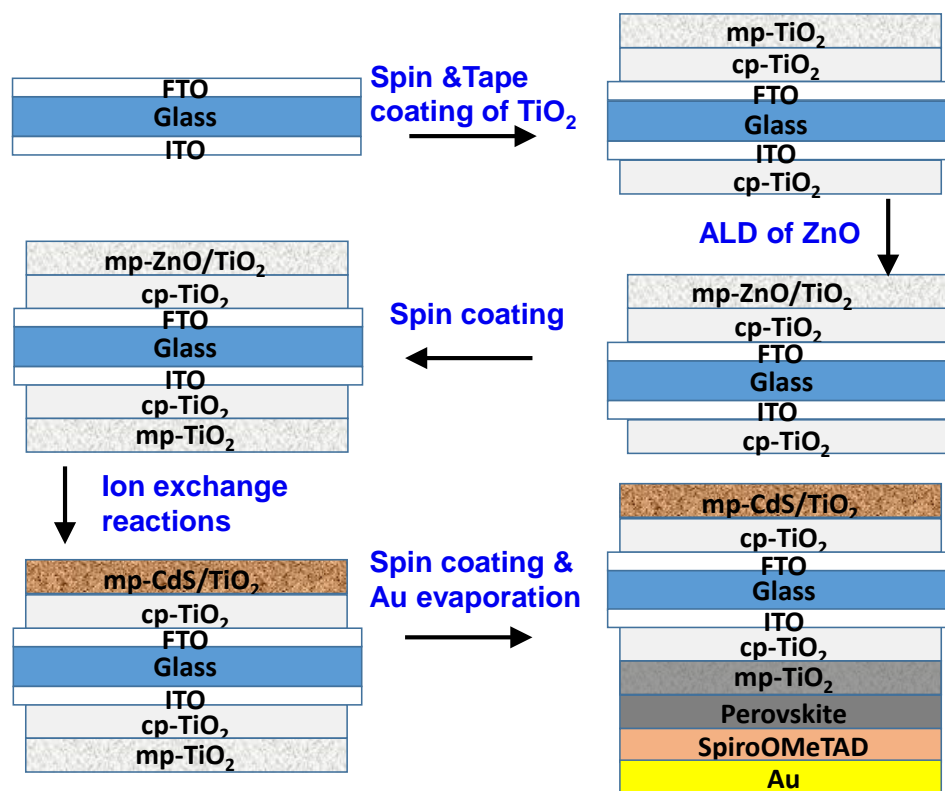 FTO
Glass
ITO
Spin &Tape
coating of TiO₂
mp-TiO₂
cp-TiO₂
FTO
Glass
ITO
cp-TiO₂
ALD of ZnO
mp-ZnO/TiO₂
cp-TiO₂
FTO
Glass
ITO
cp-TiO₂
Spin coating
mp-ZnO/TiO₂
cp-TiO₂
FTO
Glass
ITO
cp-TiO₂
mp-TiO₂
Ion exchange
reactions
mp-CdS/TiO₂
cp-TiO₂
FTO
Glass
ITO
cp-TiO₂
mp-TiO₂
Spin coating &
Au evaporation
mp-CdS/TiO₂
cp-TiO₂
FTO
Glass
ITO
cp-TiO₂
mp-TiO₂
Perovskite
SpiroOMeTAD
Au